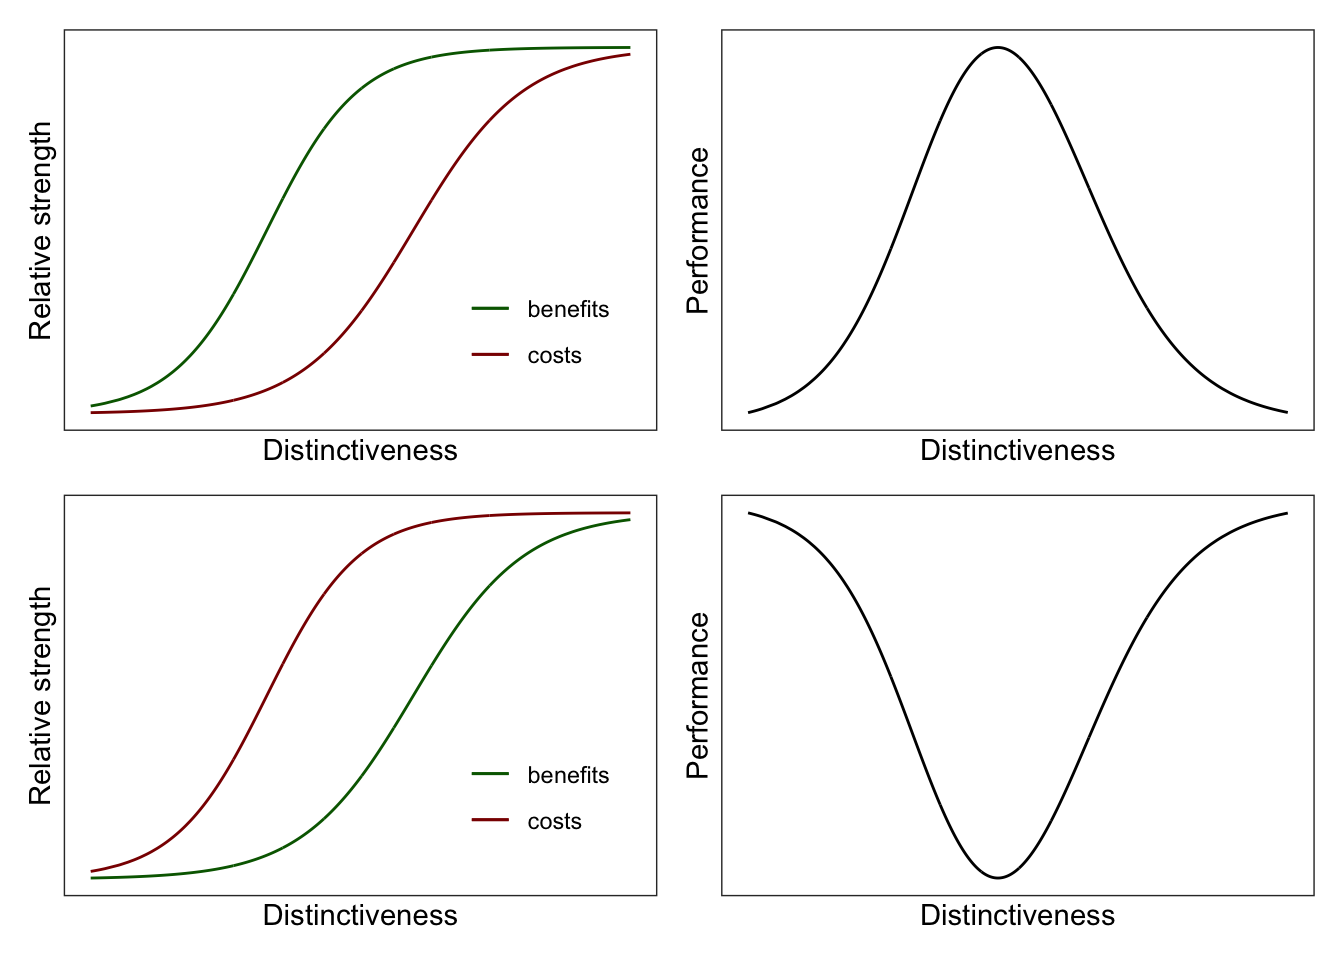 Relative strength
benefits
costs
Distinctiveness
Performance
Distinctiveness
Relative strength
benefits
costs
Distinctiveness
Performance
Distinctiveness